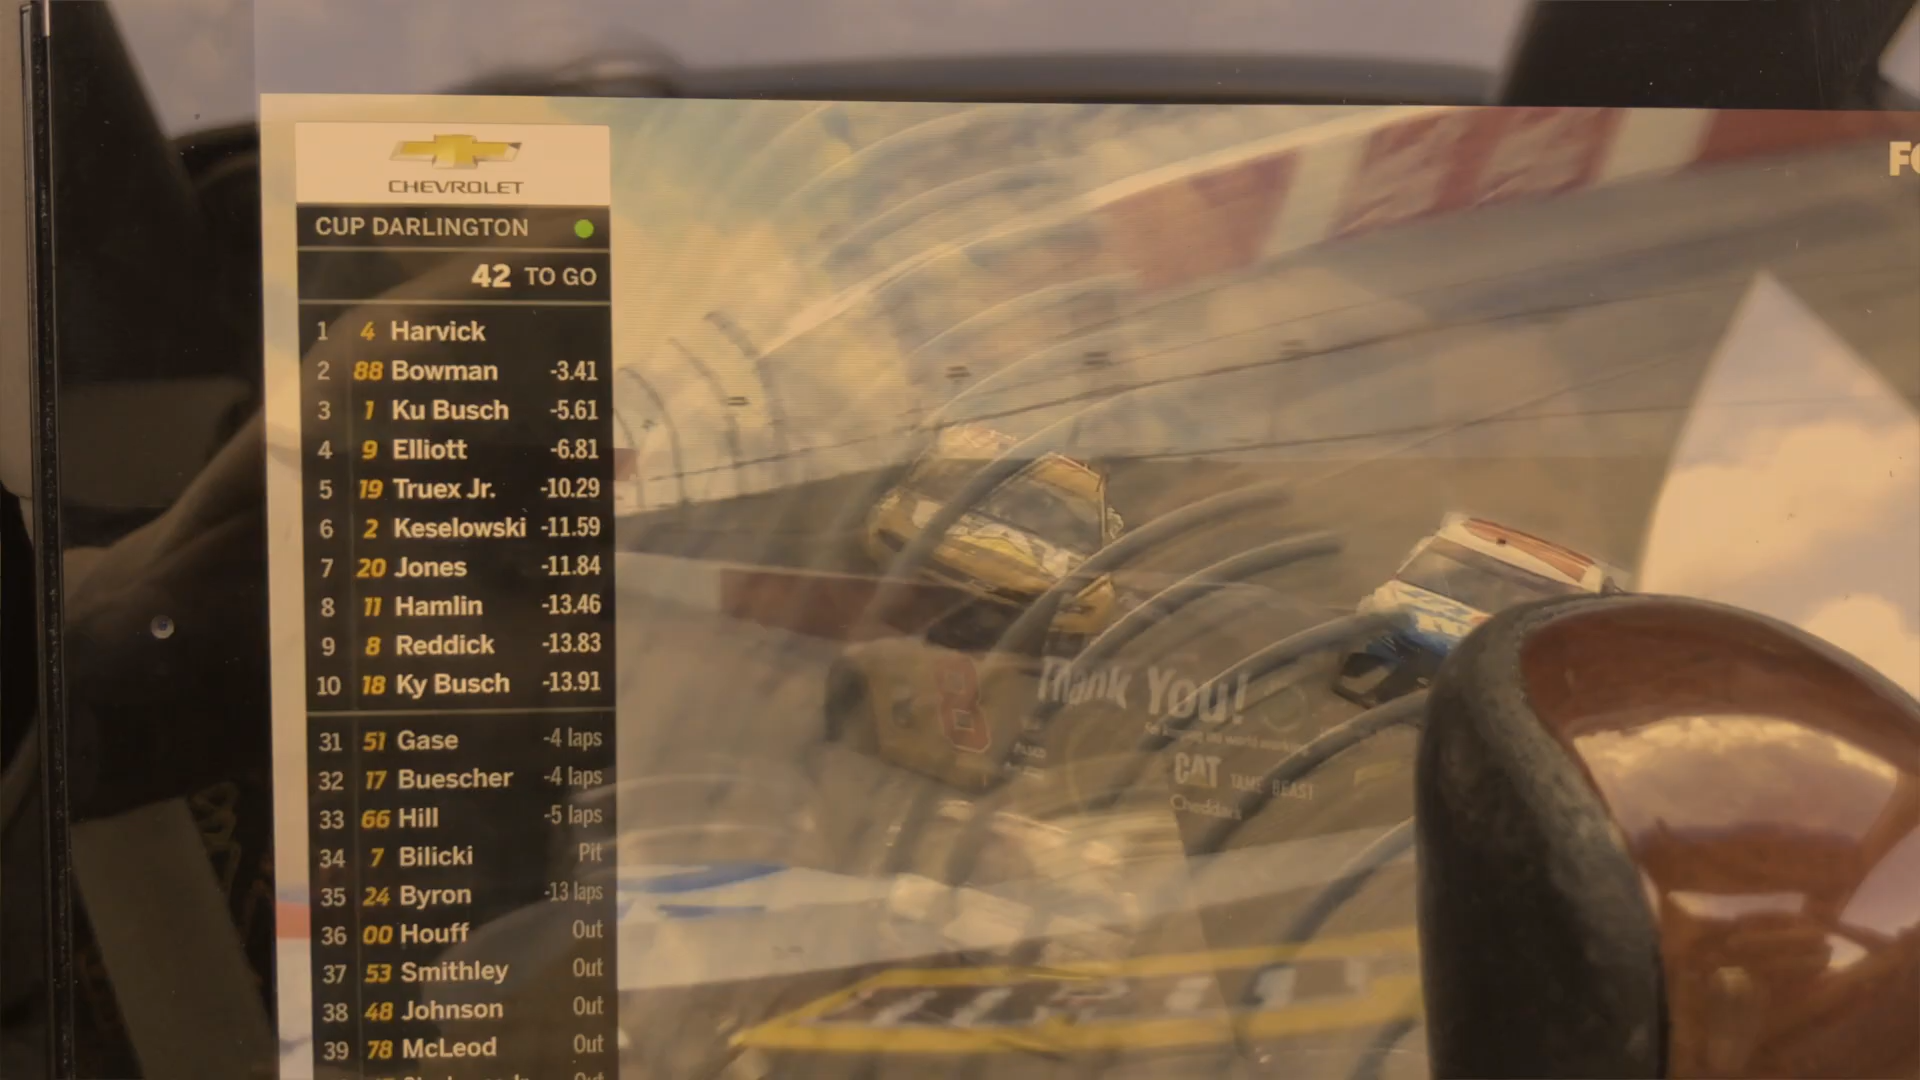 CHEVROLET
CUP DARLINGTON
42 TO GO
1 4 Harvick
2 88 Bowman -3.41
3 1 Ku Busch -5.61
4 9 Elliott -6.81
5 19 Truex Jr. -10.29
6 2 Keselowski -11.59
7 20 Jones -11.84
8 11 Hamlin -13.46
9 8 Reddick -13.83
10 18 Ky Busch -13.91
31 51 Gase -4 laps
32 17 Buescher -4 laps
33 66 Hill -5 laps
34 7 Bilicki Pit
35 24 Byron -13 laps
36 00 Houff Out
37 53 Smithley Out
38 48 Johnson Out
39 78 McLeod Out
8
Thank You!
CAT
Cheddar's